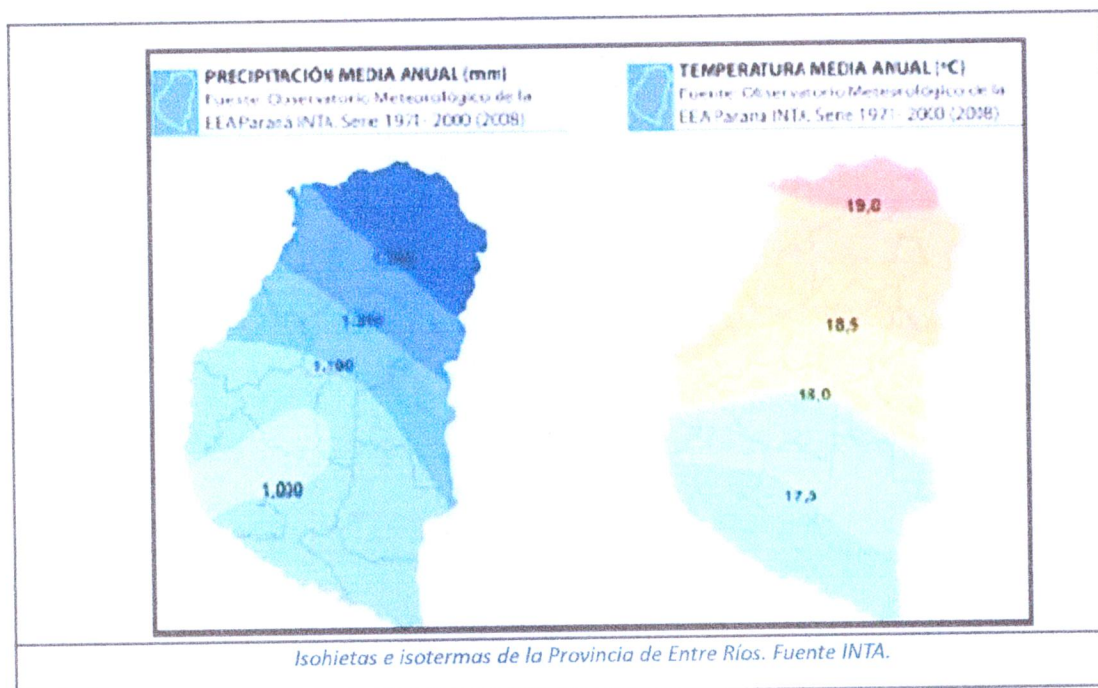 PRECIPITACIÓN MEDIA ANUAL (mm)
Fuente: Observatorio Meteorológico de la
EEA Paraná INTA. Serie 1971- 2000 (2008)
1.100
1.000
TEMPERATURA MEDIA ANUAL (°C)
Fuente: Observatorio Meteorológico de la
EEA Paraná INTA. Serie 1971- 2000 (2008)
19,0
18,5
18,0
17,5
Isohietas e isotermas de la Provincia de Entre Ríos. Fuente INTA.